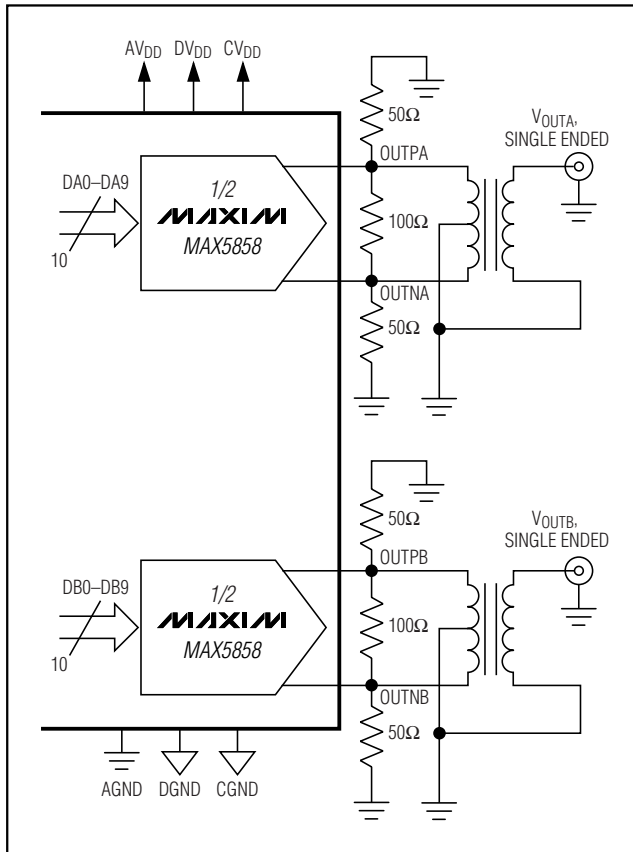 AVDD DVDD CVDD
50Ω
VOUTA,
SINGLE ENDED
OUTPA
DA0–DA9
1/2
MAXIM
MAX5858
100Ω
10
OUTNA
50Ω
50Ω
VOUTB,
SINGLE ENDED
OUTPB
DB0–DB9
1/2
MAXIM
MAX5858
100Ω
10
OUTNB
50Ω
AGND DGND CGND